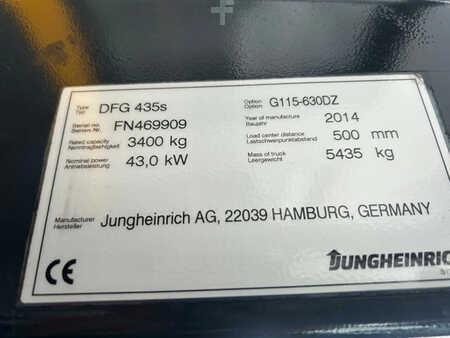 Type DFG 435s Option G115-630DZ
Typ Option
Serial no. FN469909 Year of manufacture 2014
Serien-Nr. Baujahr
Rated capacity 3400 kg Load center distance 500 mm
Nenntragfähigkeit Lastschwerpunktabstand
Nominal power 43,0 kW Mass of truck 5435 kg
Antriebsleistung Leergewicht
Manufacturer Jungheinrich AG, 22039 HAMBURG, GERMANY
Hersteller
CE JUNGHEINRIC